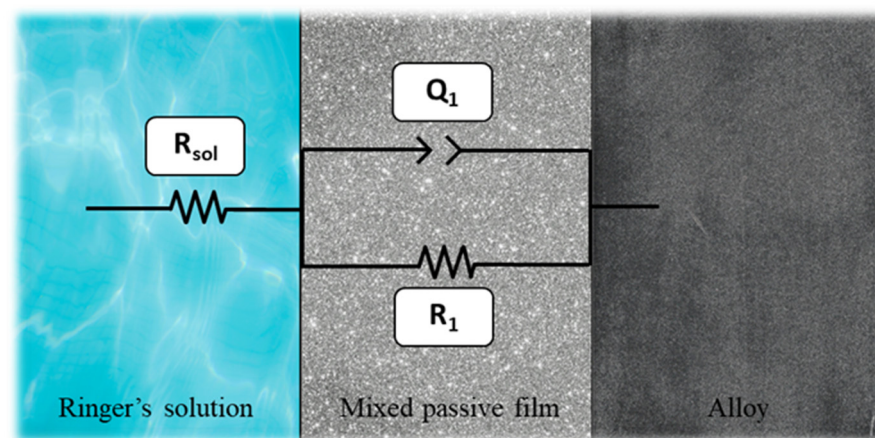 Q₁
Rsol
R₁
Ringer's solution
Mixed passive film
Alloy